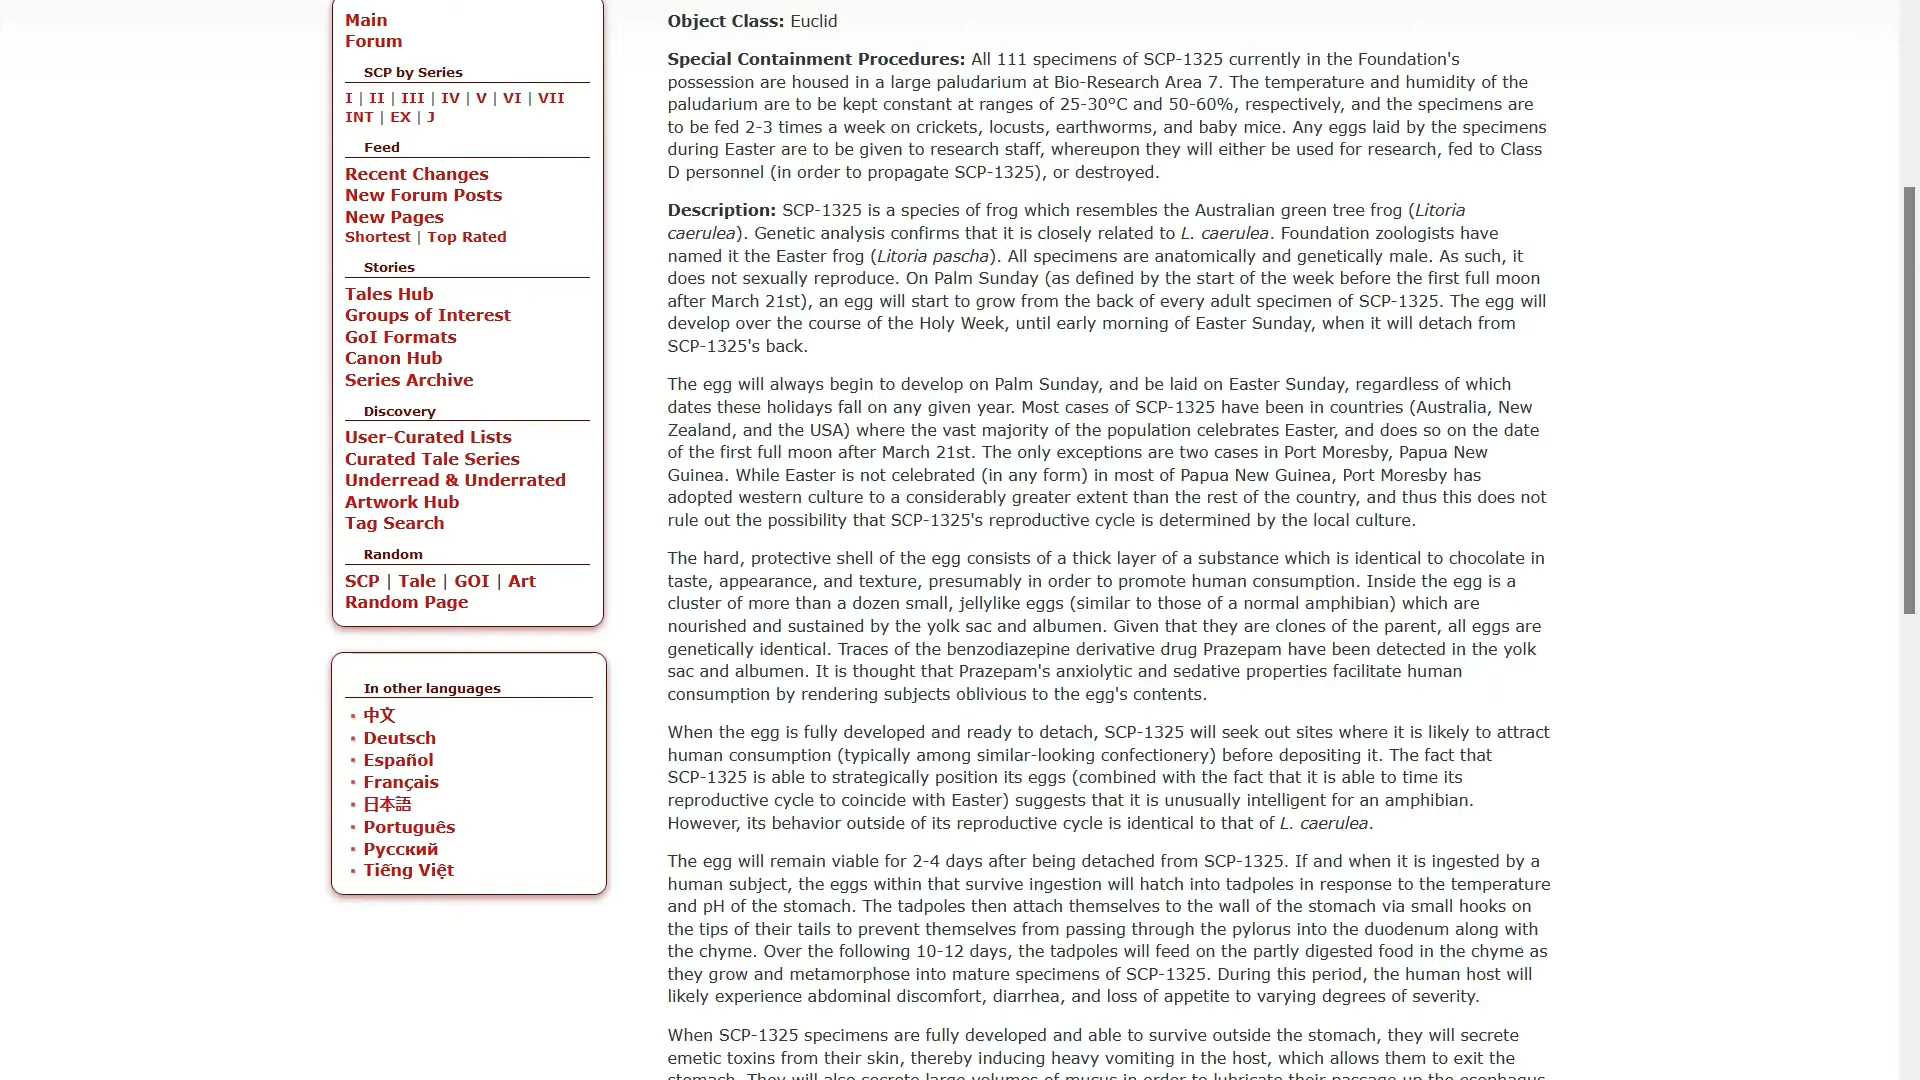 Main
Forum
SCP by Series
I | II | III | IV | V | VI | VII
INT | EX | J
Feed
Recent Changes
New Forum Posts
New Pages
Shortest | Top Rated
Stories
Tales Hub
Groups of Interest
GoI Formats
Canon Hub
Series Archive
Discovery
User-Curated Lists
Curated Tale Series
Underread & Underrated
Artwork Hub
Tag Search
Random
SCP | Tale | GOI | Art
Random Page
In other languages
中文
Deutsch
Español
Français
日本語
Português
Русский
Tiếng Việt
Object Class: Euclid
Special Containment Procedures: All 111 specimens of SCP-1325 currently in the Foundation's
possession are housed in a large paludarium at Bio-Research Area 7. The temperature and humidity of the
paludarium are to be kept constant at ranges of 25-30°C and 50-60%, respectively, and the specimens are
to be fed 2-3 times a week on crickets, locusts, earthworms, and baby mice. Any eggs laid by the specimens
during Easter are to be given to research staff, whereupon they will either be used for research, fed to Class
D personnel (in order to propagate SCP-1325), or destroyed.
Description: SCP-1325 is a species of frog which resembles the Australian green tree frog (Litoria
caerulea). Genetic analysis confirms that it is closely related to L. caerulea. Foundation zoologists have
named it the Easter frog (Litoria pascha). All specimens are anatomically and genetically male. As such, it
does not sexually reproduce. On Palm Sunday (as defined by the start of the week before the first full moon
after March 21st), an egg will start to grow from the back of every adult specimen of SCP-1325. The egg will
develop over the course of the Holy Week, until early morning of Easter Sunday, when it will detach from
SCP-1325's back.
The egg will always begin to develop on Palm Sunday, and be laid on Easter Sunday, regardless of which
dates these holidays fall on any given year. Most cases of SCP-1325 have been in countries (Australia, New
Zealand, and the USA) where the vast majority of the population celebrates Easter, and does so on the date
of the first full moon after March 21st. The only exceptions are two cases in Port Moresby, Papua New
Guinea. While Easter is not celebrated (in any form) in most of Papua New Guinea, Port Moresby has
adopted western culture to a considerably greater extent than the rest of the country, and thus this does not
rule out the possibility that SCP-1325's reproductive cycle is determined by the local culture.
The hard, protective shell of the egg consists of a thick layer of a substance which is identical to chocolate in
taste, appearance, and texture, presumably in order to promote human consumption. Inside the egg is a
cluster of more than a dozen small, jellylike eggs (similar to those of a normal amphibian) which are
nourished and sustained by the yolk sac and albumen. Given that they are clones of the parent, all eggs are
genetically identical. Traces of the benzodiazepine derivative drug Prazepam have been detected in the yolk
sac and albumen. It is thought that Prazepam's anxiolytic and sedative properties facilitate human
consumption by rendering subjects oblivious to the egg's contents.
When the egg is fully developed and ready to detach, SCP-1325 will seek out sites where it is likely to attract
human consumption (typically among similar-looking confectionery) before depositing it. The fact that
SCP-1325 is able to strategically position its eggs (combined with the fact that it is able to time its
reproductive cycle to coincide with Easter) suggests that it is unusually intelligent for an amphibian.
However, its behavior outside of its reproductive cycle is identical to that of L. caerulea.
The egg will remain viable for 2-4 days after being detached from SCP-1325. If and when it is ingested by a
human subject, the eggs within that survive ingestion will hatch into tadpoles in response to the temperature
and pH of the stomach. The tadpoles then attach themselves to the wall of the stomach via small hooks on
the tips of their tails to prevent themselves from passing through the pylorus into the duodenum along with
the chyme. Over the following 10-12 days, the tadpoles will feed on the partly digested food in the chyme as
they grow and metamorphose into mature specimens of SCP-1325. During this period, the human host will
likely experience abdominal discomfort, diarrhea, and loss of appetite to varying degrees of severity.
When SCP-1325 specimens are fully developed and able to survive outside the stomach, they will secrete
emetic toxins from their skin, thereby inducing heavy vomiting in the host, which allows them to exit the
stomach. They will also secrete large volumes of mucus in order to lubricate their passage up the esophagus